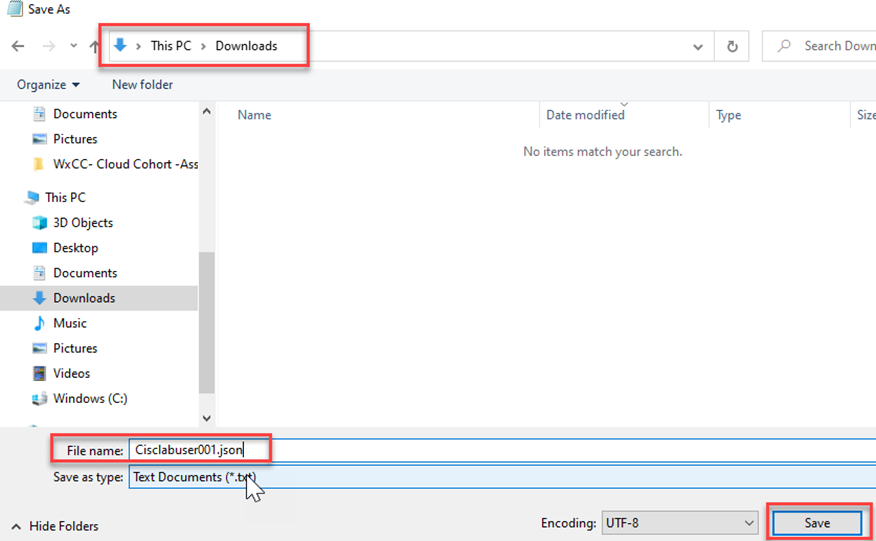 Save As
This PC > Downloads
Search Down
Organize
New folder
Name
Date modified
Type
Size
Documents
Pictures
WxCC- Cloud Cohort -Ass
No items match your search.
This PC
3D Objects
Desktop
Documents
Downloads
Music
Pictures
Videos
Windows (C:)
File name: Cisclabuser001.json
Save as type: Text Documents (*.txt)
Hide Folders
Encoding: UTF-8
Save